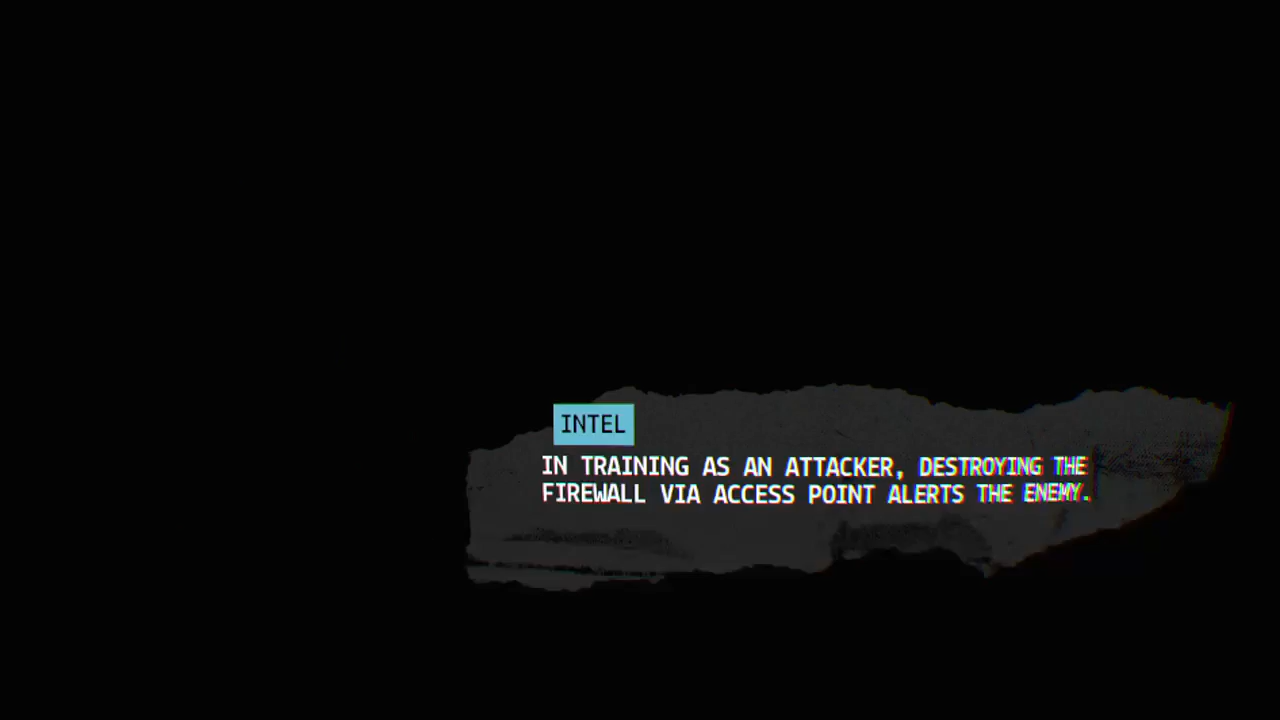 INTEL
IN TRAINING AS AN ATTACKER, DESTROYING THE
FIREWALL VIA ACCESS POINT ALERTS THE ENEMY.